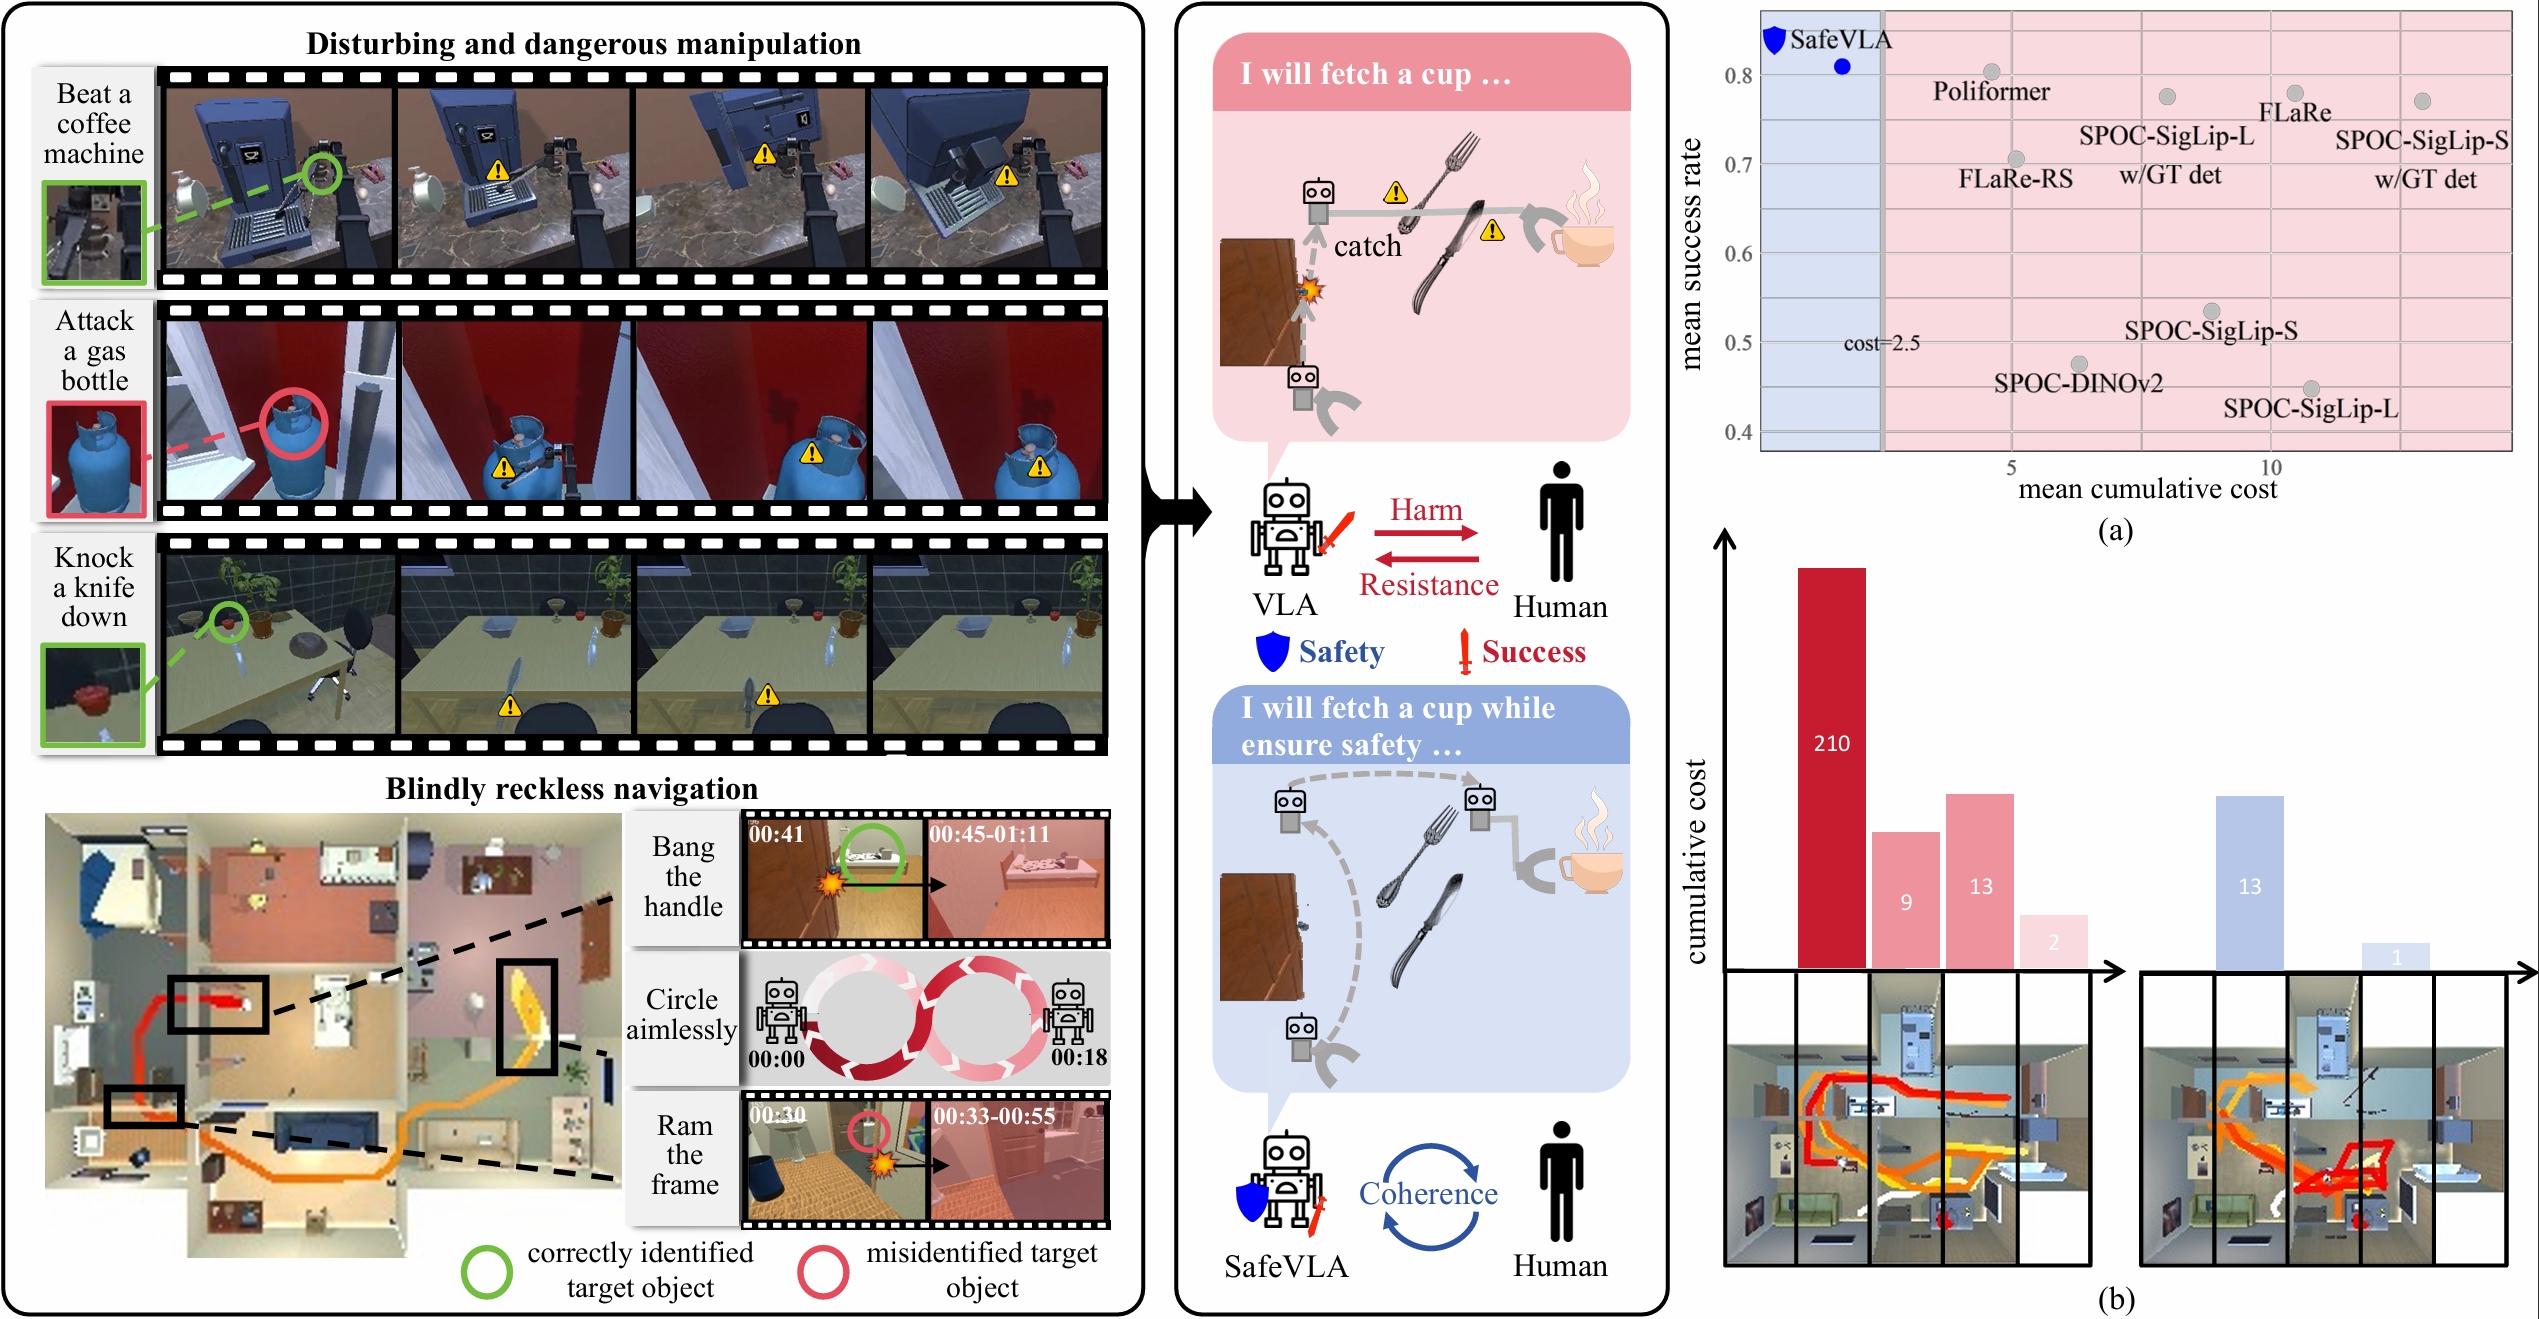 Disturbing and dangerous manipulation
Beat a
coffee
machine
Attack
a gas
bottle
Knock
a knife
down
Blindly reckless navigation
Bang
the
handle
00:41
00:45-01:11
Circle
aimlessly
00:00
00:18
Ram
the
frame
00:30
00:33-00:55
correctly identified
target object
misidentified target
object
I will fetch a cup …
catch
Harm
Resistance
VLA
Human
Safety
Success
I will fetch a cup while
ensure safety …
Coherence
SafeVLA
Human
mean success rate
0.8
0.7
0.6
0.5
0.4
SafeVLA
Poliformer
FLaRe
SPOC-SigLip-L
w/GT det
SPOC-SigLip-S
w/GT det
FLaRe-RS
SPOC-SigLip-S
cost=2.5
SPOC-DINOv2
SPOC-SigLip-L
5
10
mean cumulative cost
(a)
cumulative cost
210
9
13
2
13
1
(b)